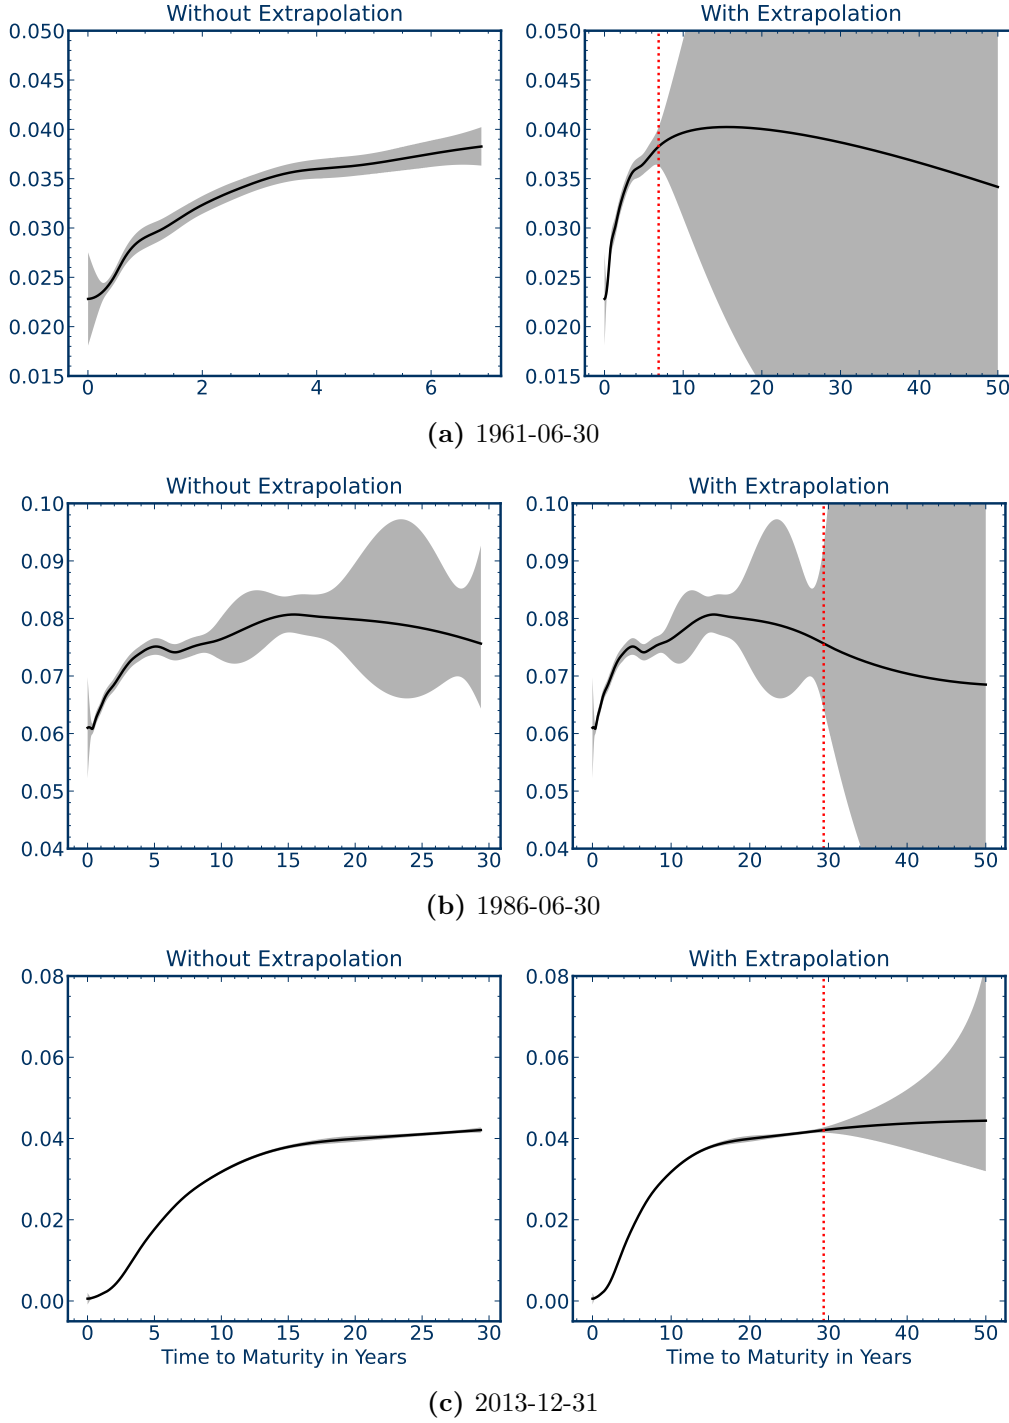 Without Extrapolation With Extrapolation
0.050 0.050
0.045 0.045
0.040 0.040
0.035 0.035
0.030 0.030
0.025 0.025
0.020 0.020
0.015 0.015
0 2 4 6 0 10 20 30 40 50
(a) 1961-06-30
Without Extrapolation With Extrapolation
0.10 0.10
0.09 0.09
0.08 0.08
0.07 0.07
0.06 0.06
0.05 0.05
0.04 0.04
0 5 10 15 20 25 30 0 10 20 30 40 50
(b) 1986-06-30
Without Extrapolation With Extrapolation
0.08 0.08
0.06 0.06
0.04 0.04
0.02 0.02
0.00 0.00
0 5 10 15 20 25 30 0 10 20 30 40 50
Time to Maturity in Years Time to Maturity in Years
(c) 2013-12-31